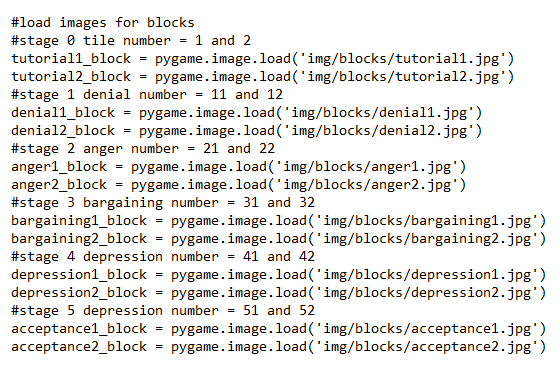 #load images for blocks
#stage 0 tile number = 1 and 2
tutorial1_block = pygame.image.load('img/blocks/tutorial1.jpg')
tutorial2_block = pygame.image.load('img/blocks/tutorial2.jpg')
#stage 1 denial number = 11 and 12
denial1_block = pygame.image.load('img/blocks/denial1.jpg')
denial2_block = pygame.image.load('img/blocks/denial2.jpg')
#stage 2 anger number = 21 and 22
anger1_block = pygame.image.load('img/blocks/anger1.jpg')
anger2_block = pygame.image.load('img/blocks/anger2.jpg')
#stage 3 bargaining number = 31 and 32
bargaining1_block = pygame.image.load('img/blocks/bargaining1.jpg')
bargaining2_block = pygame.image.load('img/blocks/bargaining2.jpg')
#stage 4 depression number = 41 and 42
depression1_block = pygame.image.load('img/blocks/depression1.jpg')
depression2_block = pygame.image.load('img/blocks/depression2.jpg')
#stage 5 depression number = 51 and 52
acceptance1_block = pygame.image.load('img/blocks/acceptance1.jpg')
acceptance2_block = pygame.image.load('img/blocks/acceptance2.jpg')